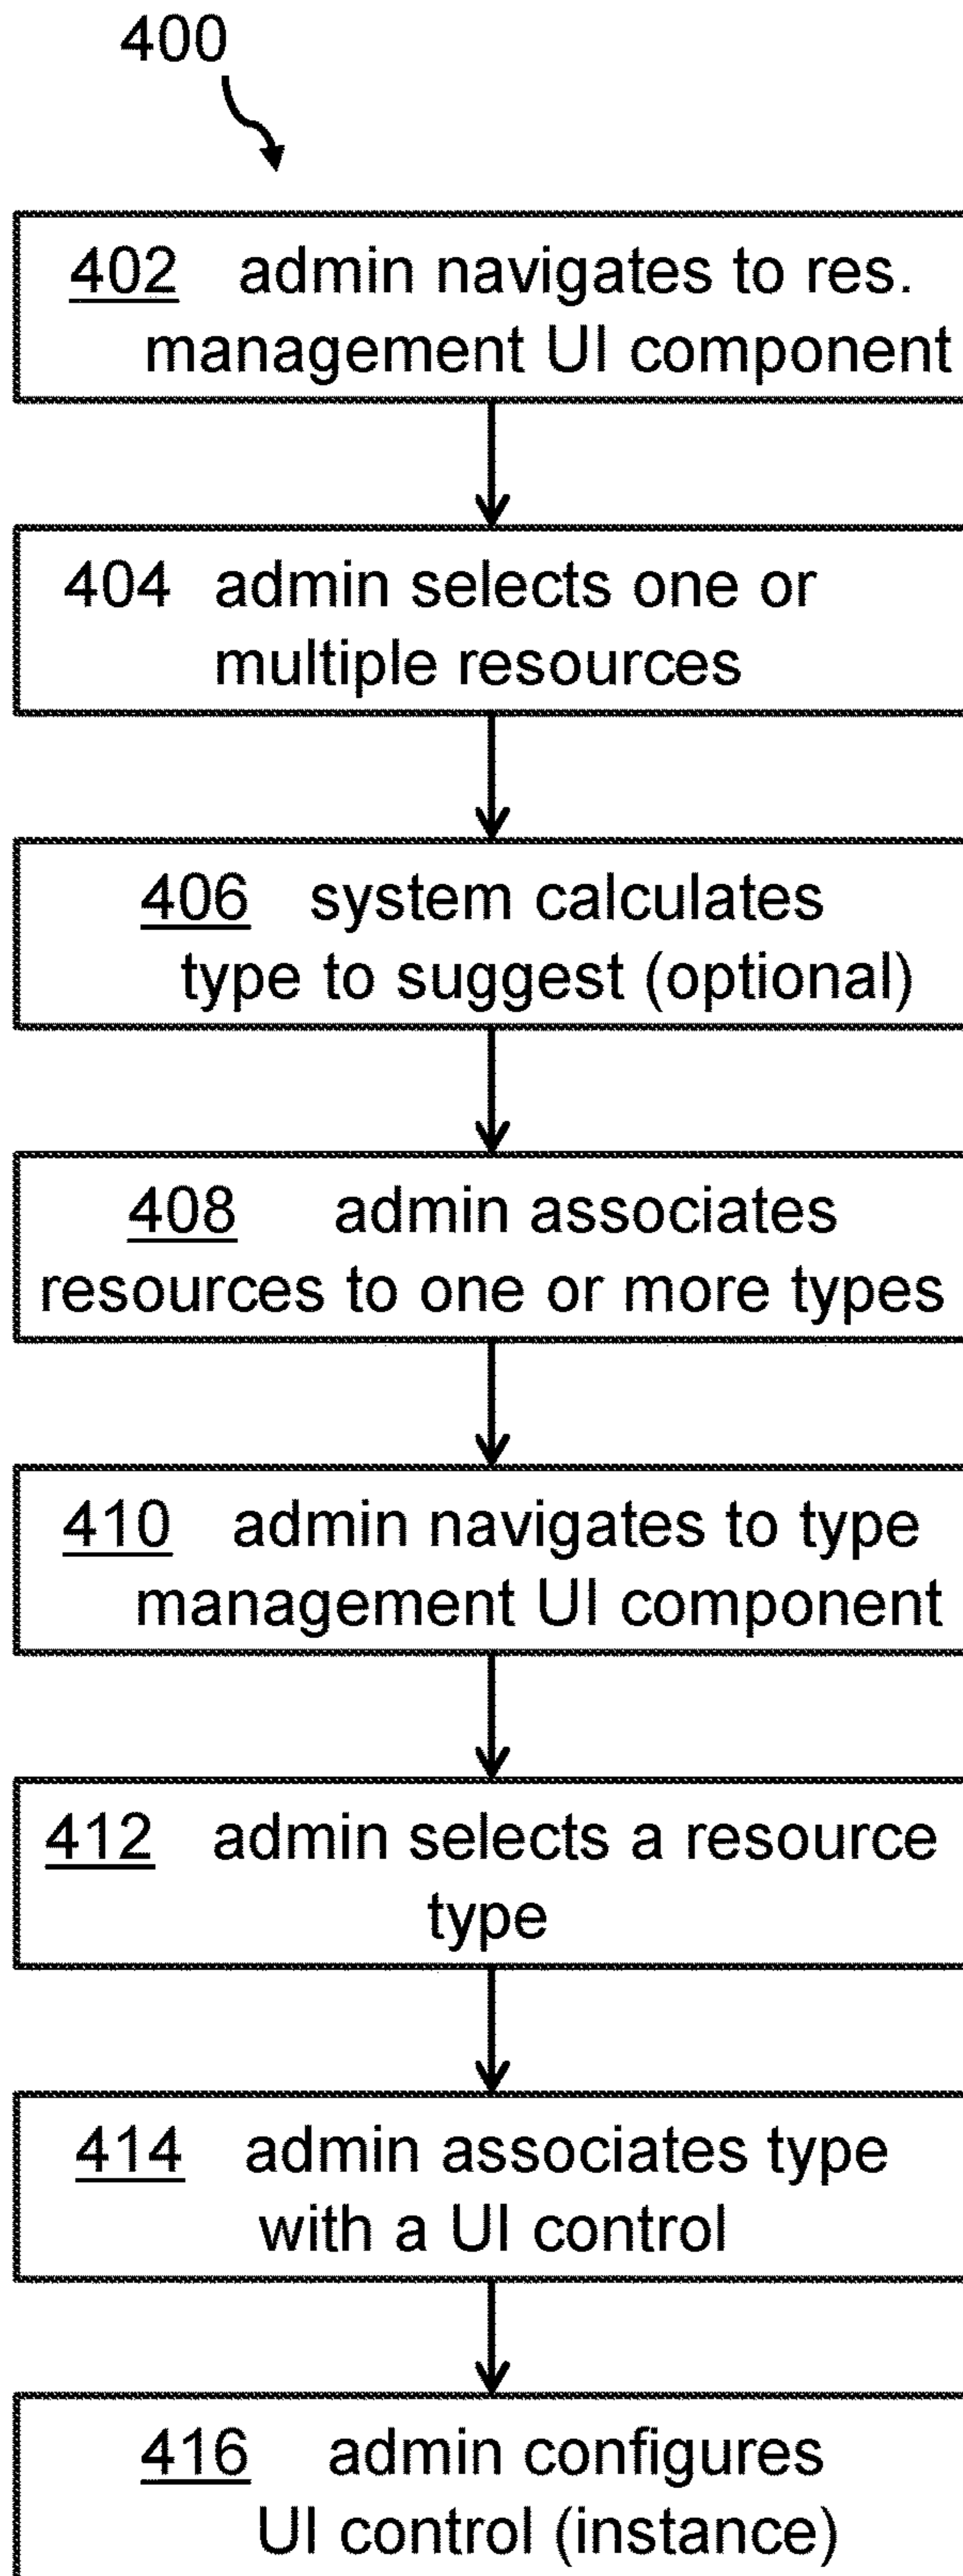 400
402 admin navigates to res.
management UI component
404 admin selects one or
multiple resources
406 system calculates
type to suggest (optional)
408 admin associates
resources to one or more types
410 admin navigates to type
management UI component
412 admin selects a resource
type
414 admin associates type
with a UI control
416 admin configures
UI control (instance)